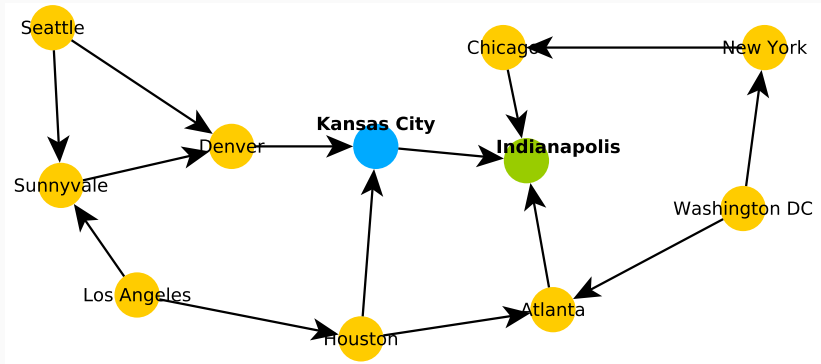 Seattle
Chicago
New York
Kansas City
Denver
Indianapolis
Sunnyvale
Washington DC
Los Angeles
Atlanta
Houston